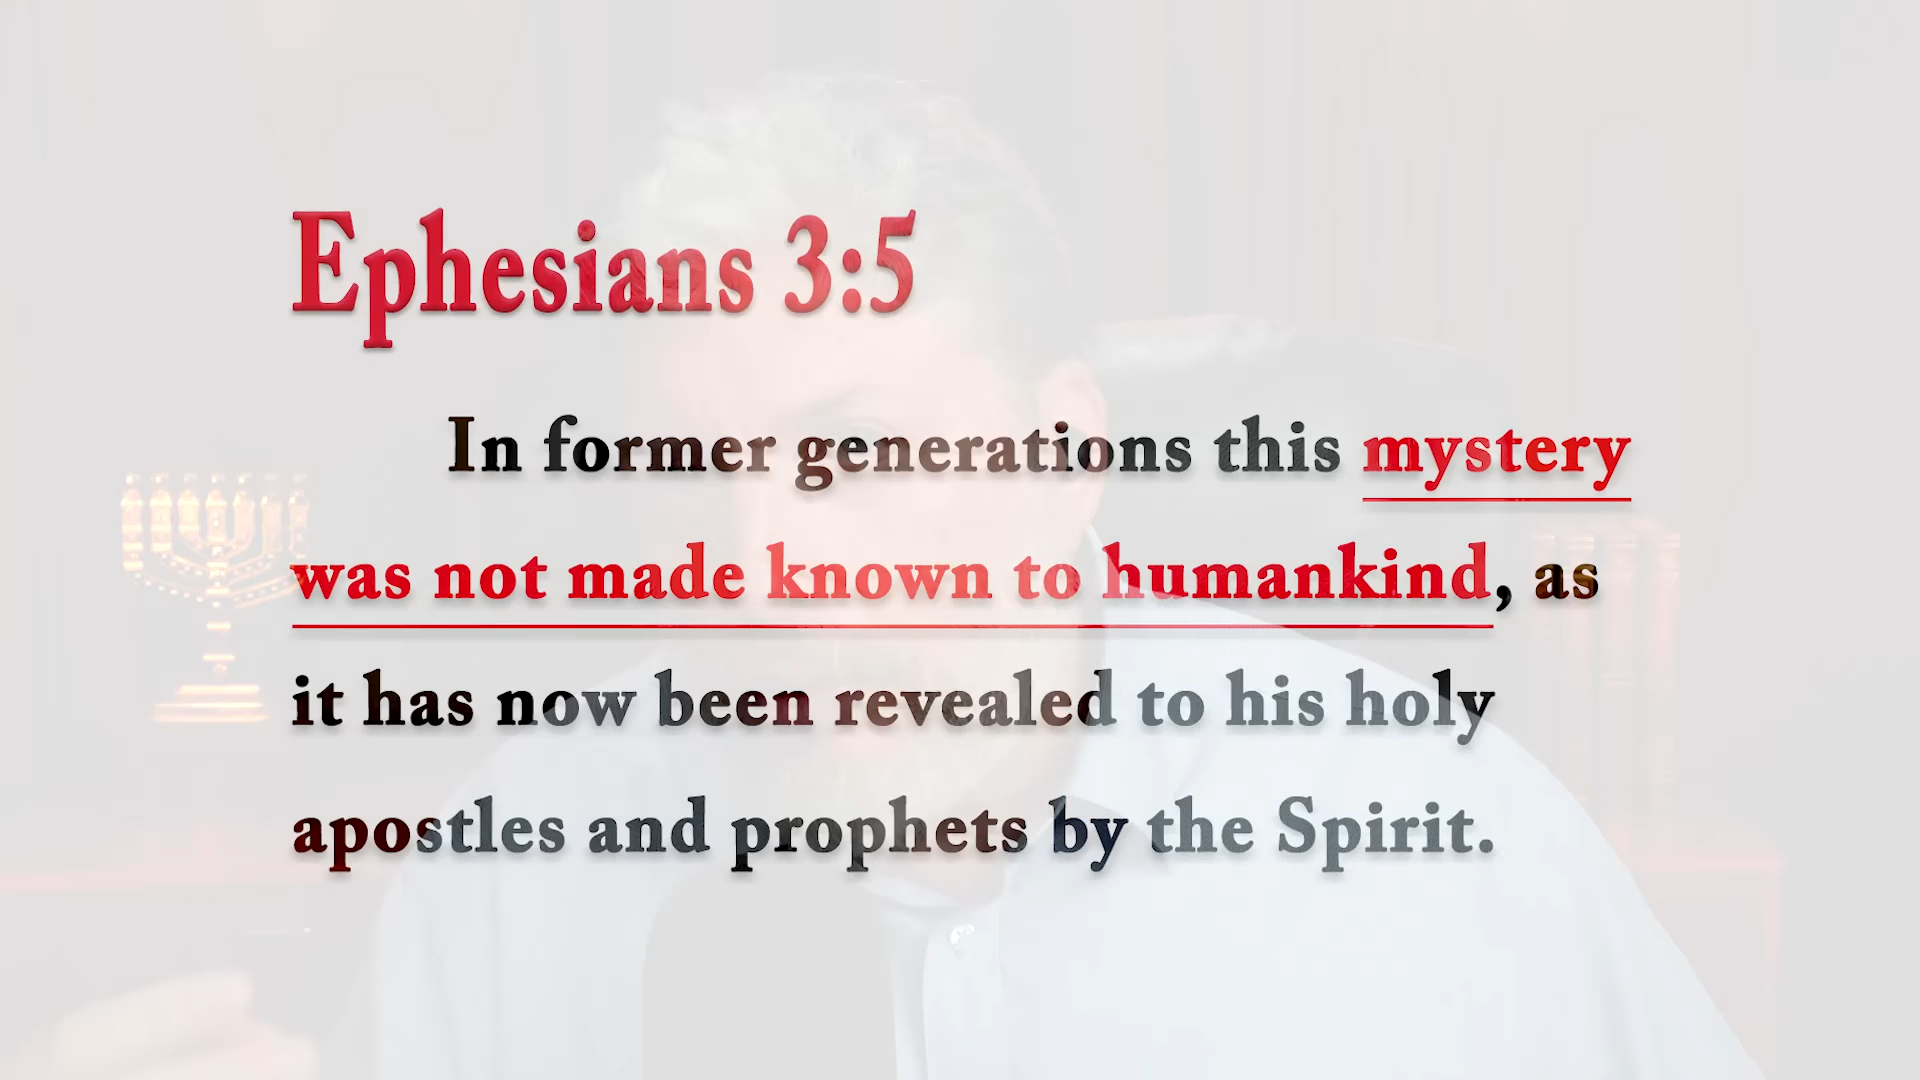 Ephesians 3:5
In former generations this mystery
was not made known to humankind, as
it has now been revealed to his holy
apostles and prophets by the Spirit.